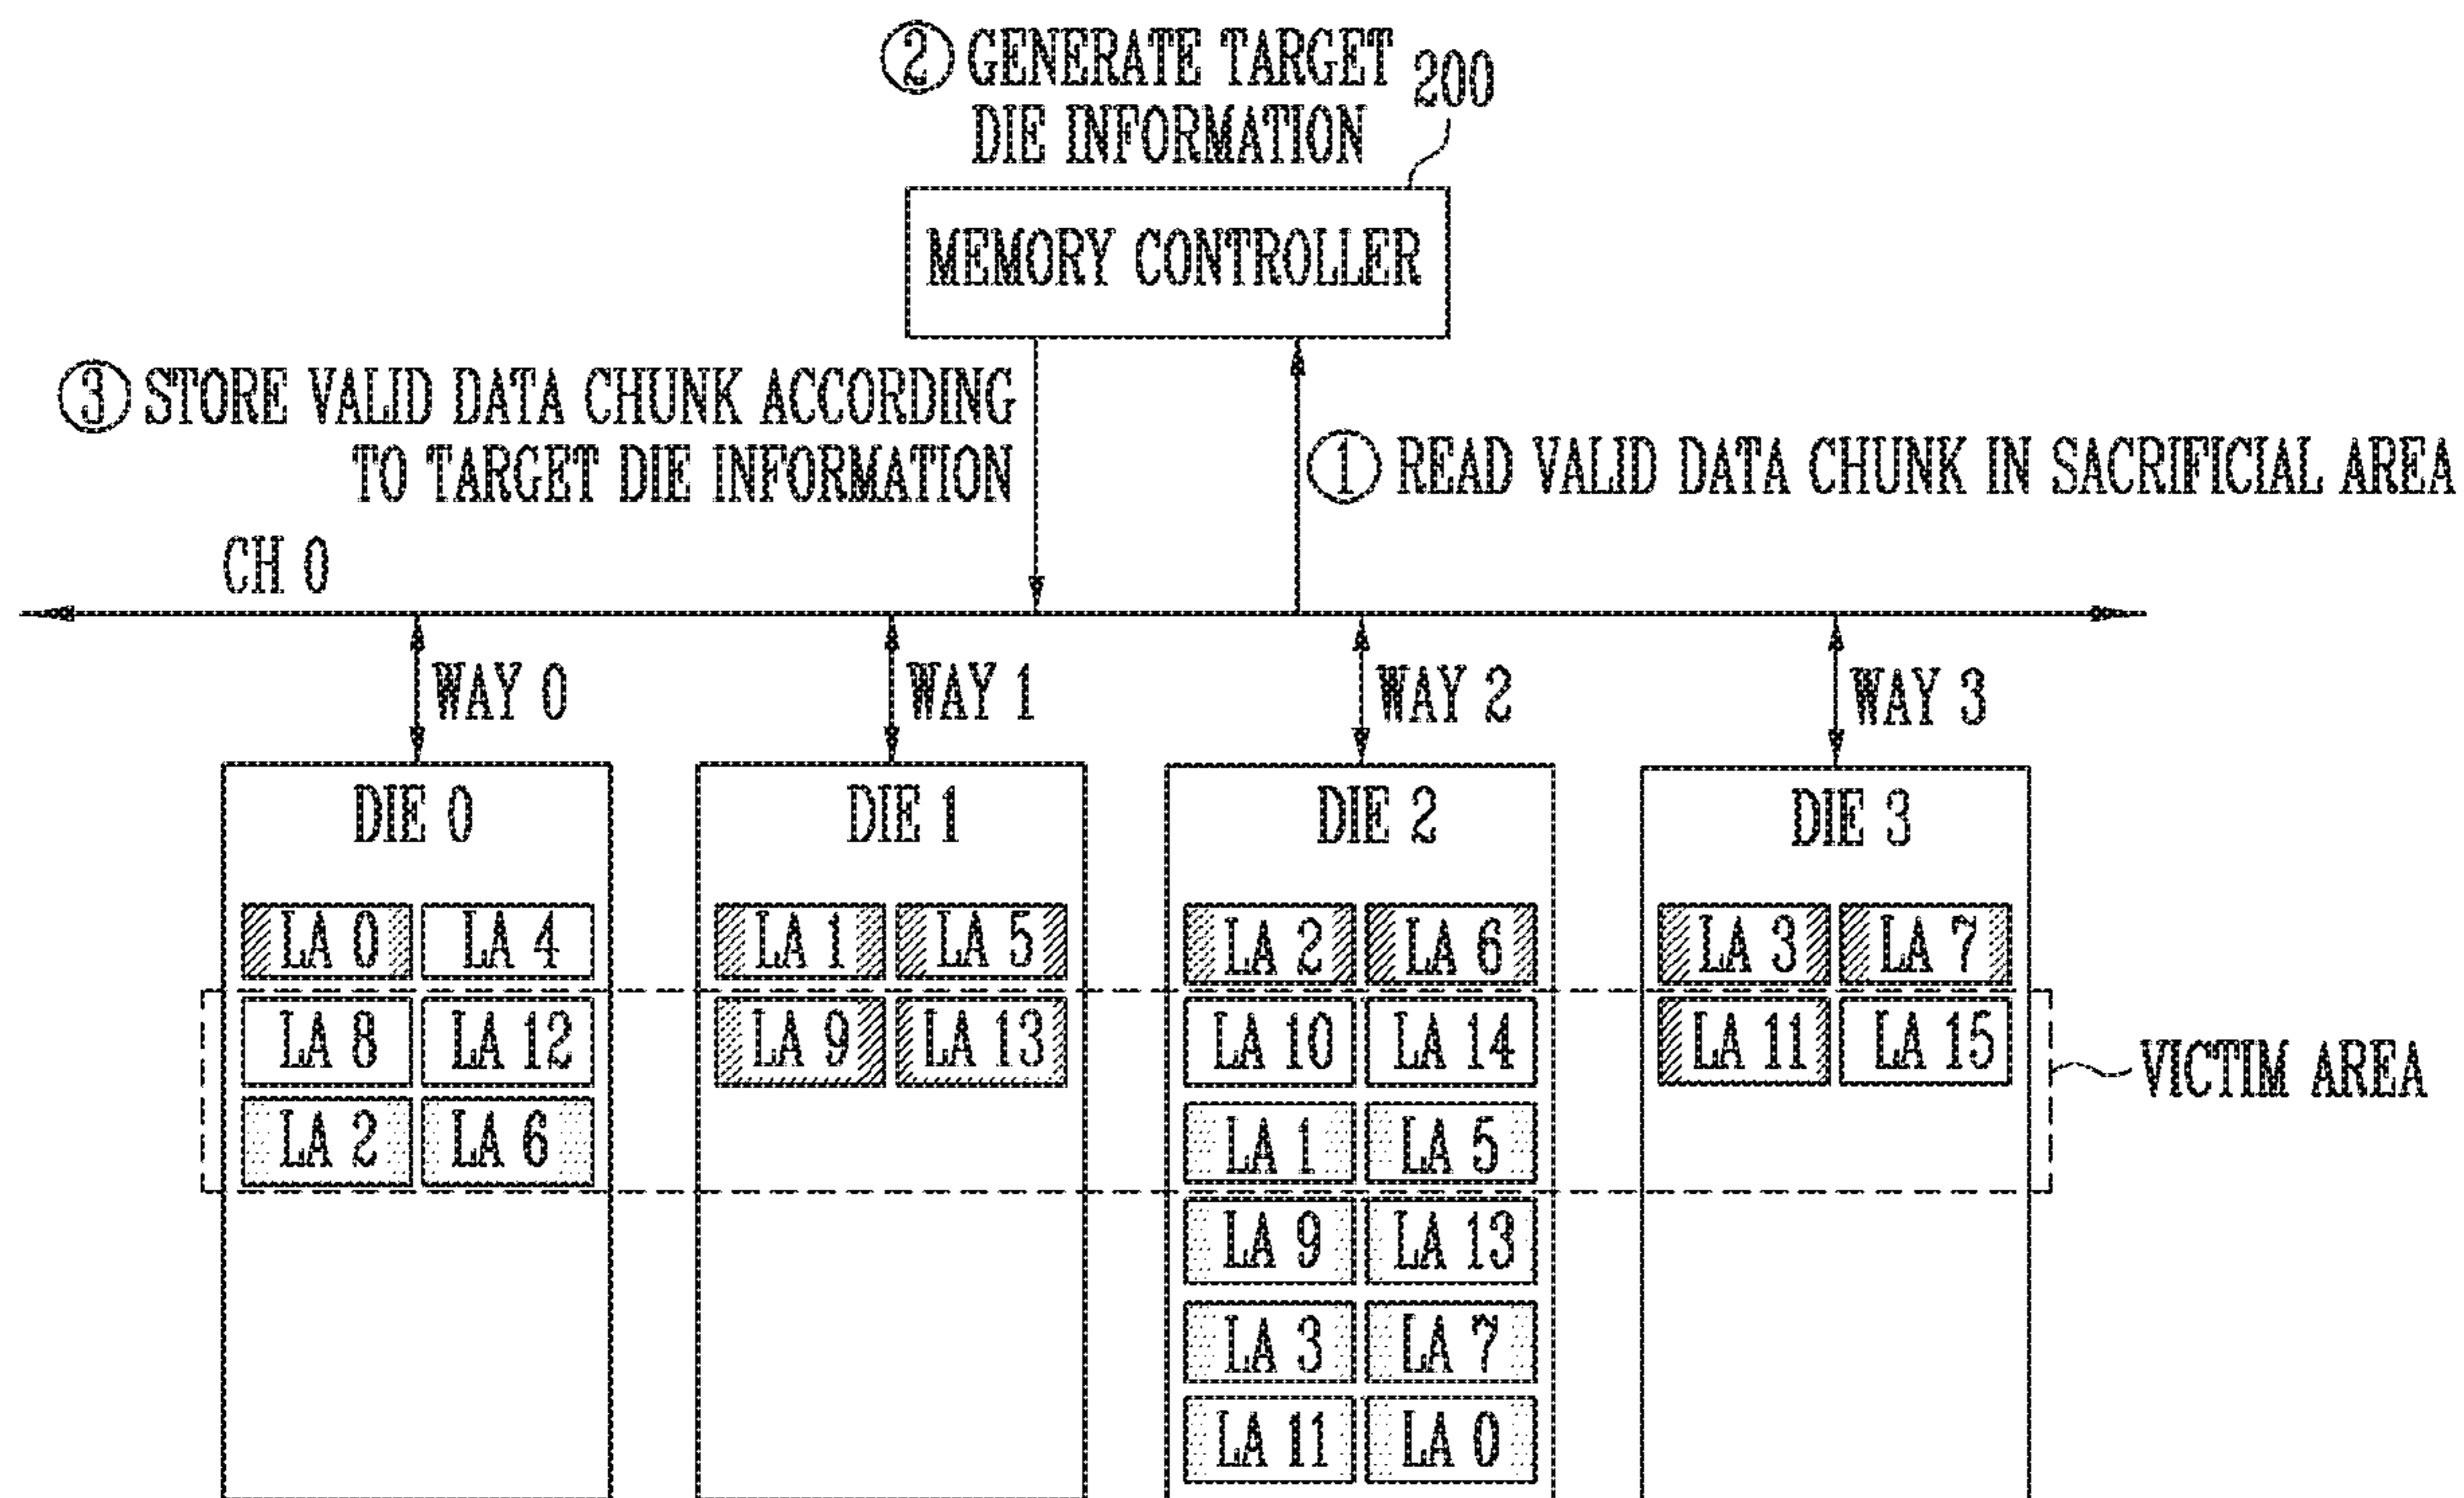 ② GENERATE TARGET
DIE INFORMATION
200
MEMORY CONTROLLER
③ STORE VALID DATA CHUNK ACCORDING
TO TARGET DIE INFORMATION
① READ VALID DATA CHUNK IN SACRIFICIAL AREA
CH 0
WAY 0 WAY 1 WAY 2 WAY 3
DIE 0 DIE 1 DIE 2 DIE 3
LA 0 LA 4 LA 1 LA 5 LA 2 LA 6 LA 3 LA 7
LA 8 LA 12 LA 9 LA 13 LA 10 LA 14 LA 11 LA 15
VICTIM AREA
LA 2 LA 6 LA 1 LA 5
LA 9 LA 13
LA 3 LA 7
LA 11 LA 0